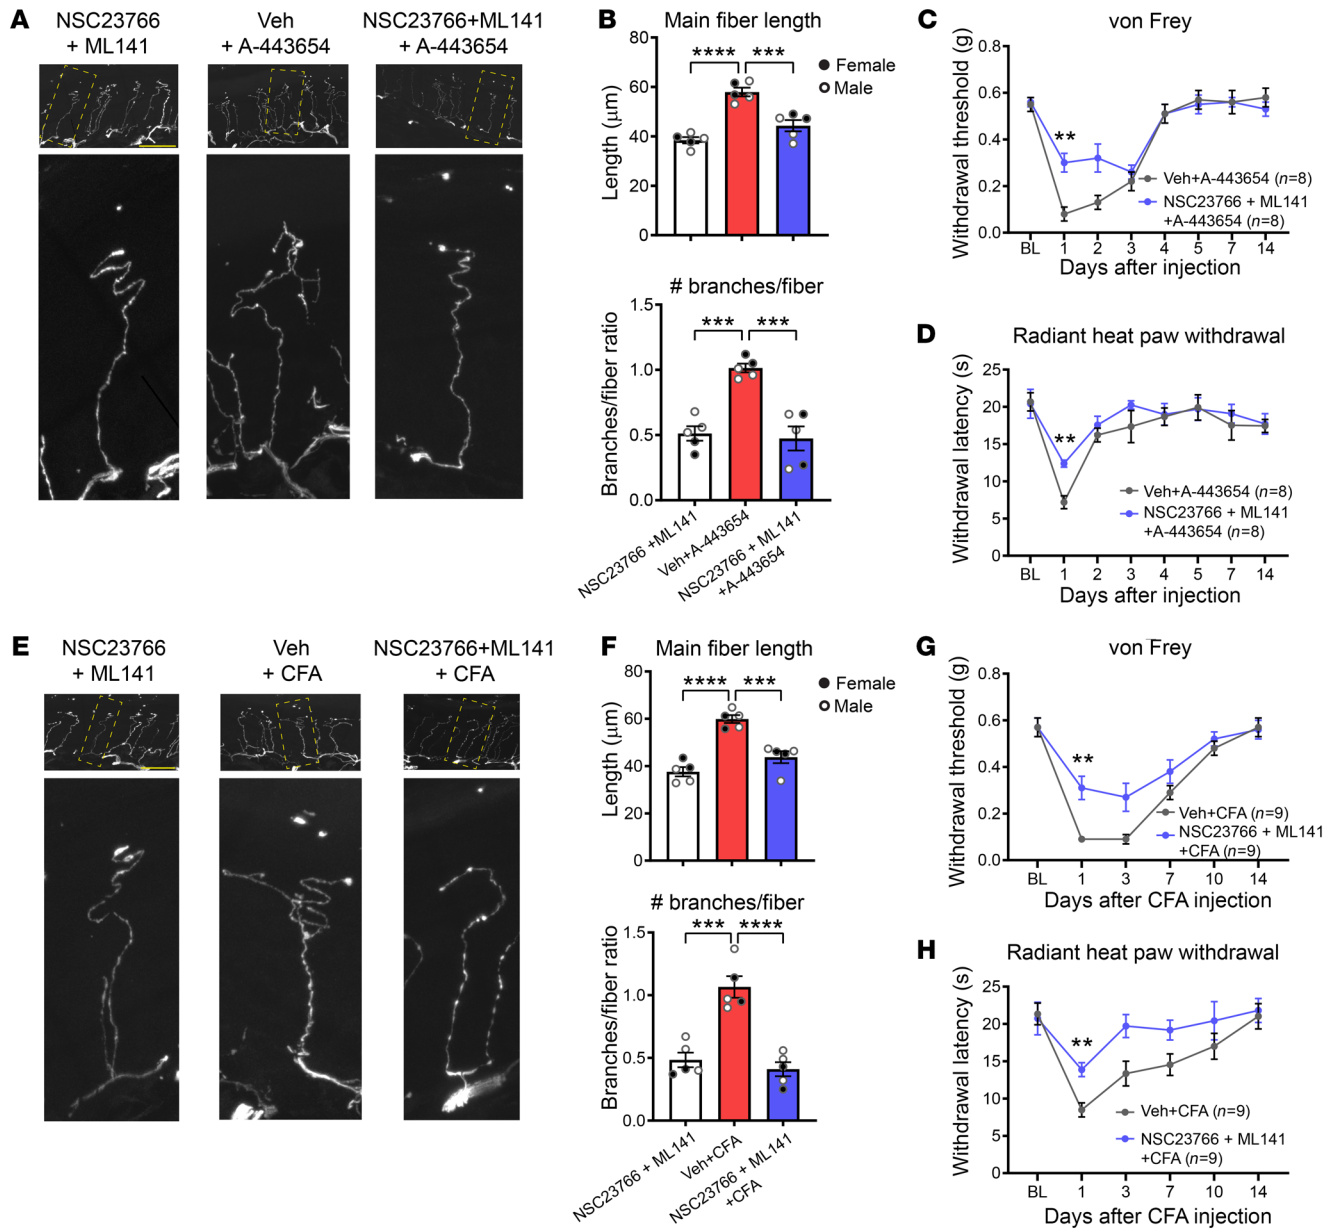 A
NSC23766
+ ML141
Veh
+ A-443654
NSC23766+ML141
+ A-443654
B
Main fiber length
80
60
40
20
0
Length (μm)
****
***
Female
Male
# branches/fiber
1.5
1.0
0.5
0.0
Branches/fiber ratio
***
***
NSC23766 +ML141
Veh+A-443654
NSC23766 + ML141
+A-443654
C
von Frey
Withdrawal threshold (g)
0.8
0.6
0.4
0.2
0.0
**
Veh+A-443654 (n=8)
NSC23766 + ML141
+A-443654 (n=8)
BL 1 2 3 4 5 7 14
Days after injection
D
Radiant heat paw withdrawal
Withdrawal latency (s)
25
20
15
10
5
0
**
Veh+A-443654 (n=8)
NSC23766 + ML141
+A-443654 (n=8)
BL 1 2 3 4 5 7 14
Days after injection
E
NSC23766
+ ML141
Veh
+ CFA
NSC23766+ML141
+ CFA
F
Main fiber length
80
60
40
20
0
Length (μm)
****
***
Female
Male
# branches/fiber
1.5
1.0
0.5
0.0
Branches/fiber ratio
***
****
NSC23766 + ML141
Veh+CFA
NSC23766 + ML141
+CFA
G
von Frey
Withdrawal threshold (g)
0.8
0.6
0.4
0.2
0.0
**
Veh+CFA (n=9)
NSC23766 + ML141
+CFA (n=9)
BL 1 3 7 10 14
Days after CFA injection
H
Radiant heat paw withdrawal
Withdrawal latency (s)
25
20
15
10
5
0
**
Veh+CFA (n=9)
NSC23766 + ML141
+CFA (n=9)
BL 1 3 7 10 14
Days after CFA injection